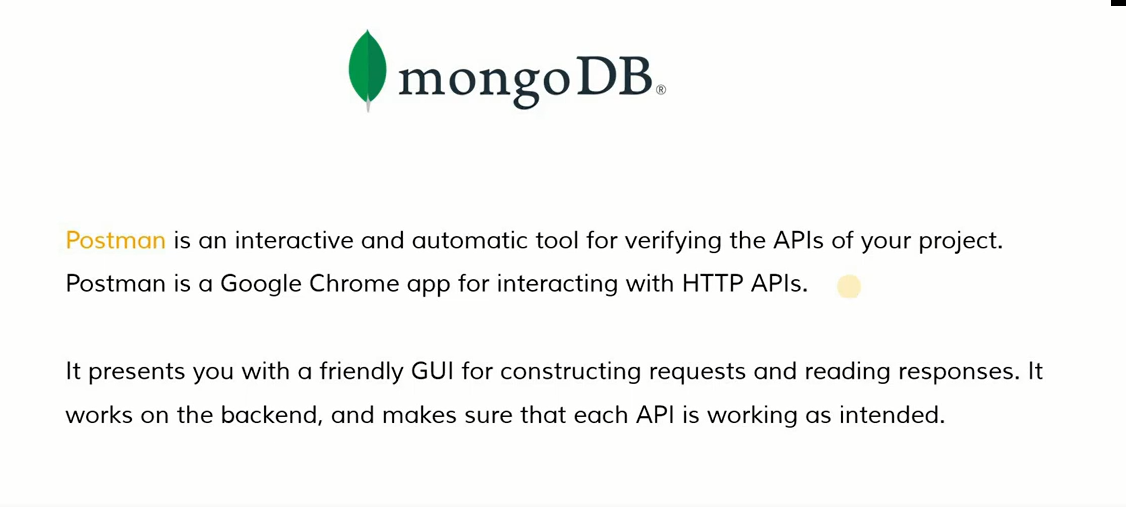 mongoDB®
Postman is an interactive and automatic tool for verifying the APIs of your project.
Postman is a Google Chrome app for interacting with HTTP APIs.
It presents you with a friendly GUI for constructing requests and reading responses. It
works on the backend, and makes sure that each API is working as intended.